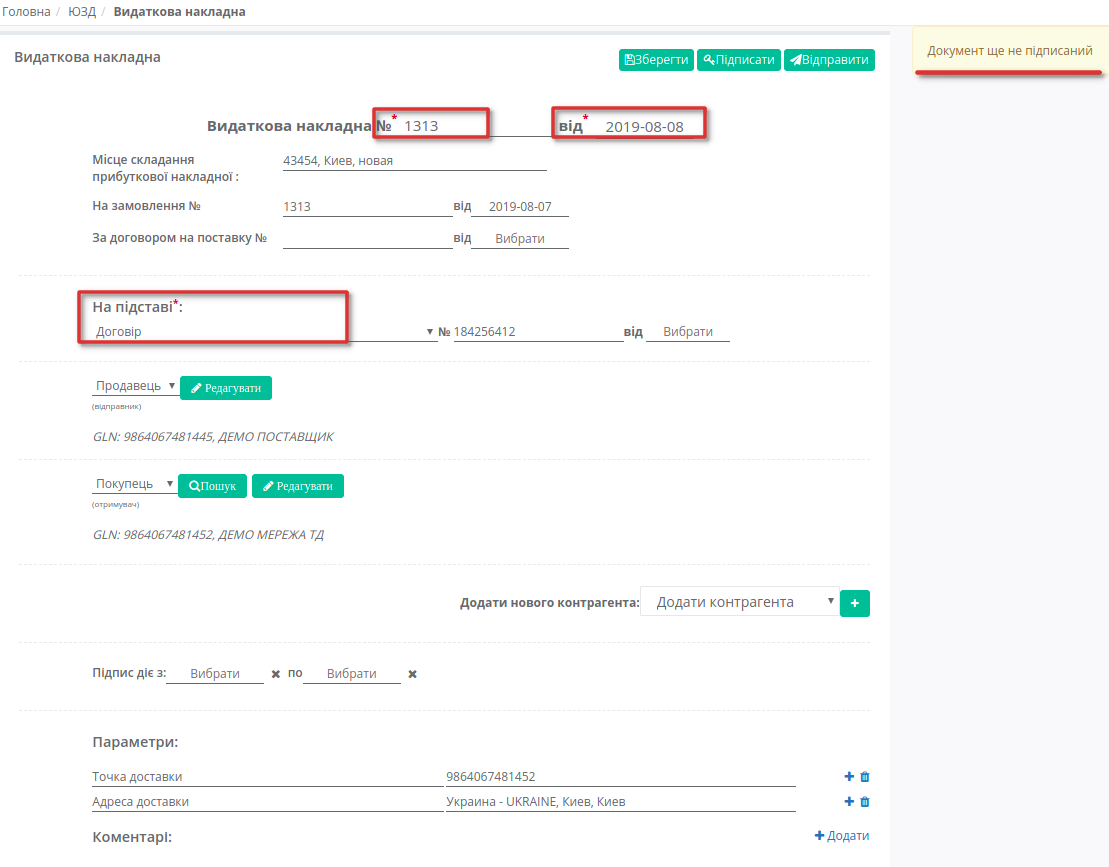 Головна / ЮЗД / Видаткова накладна
Документ ще не підписаний
Видаткова накладна
Зберегти Підписати Відправити
Видаткова накладна №* 1313 від* 2019-08-08
Місце складання
прибуткової накладної : 43454, Киев, новая
На замовлення № 1313 від 2019-08-07
За договором на поставку № від Вибрати
На підставі*:
Договір № 184256412 від Вибрати
Продавець Редагувати
(відправник)
GLN: 9864067481445, ДЕМО ПОСТАВЩИК
Покупець Пошук Редагувати
(отримувач)
GLN: 9864067481452, ДЕМО МЕРЕЖА ТД
Додати нового контрагента: Додати контрагента +
Підпис діє з: Вибрати по Вибрати
Параметри:
Точка доставки 9864067481452
Адреса доставки Украина - UKRAINE, Киев, Киев
Коментарі: Додати